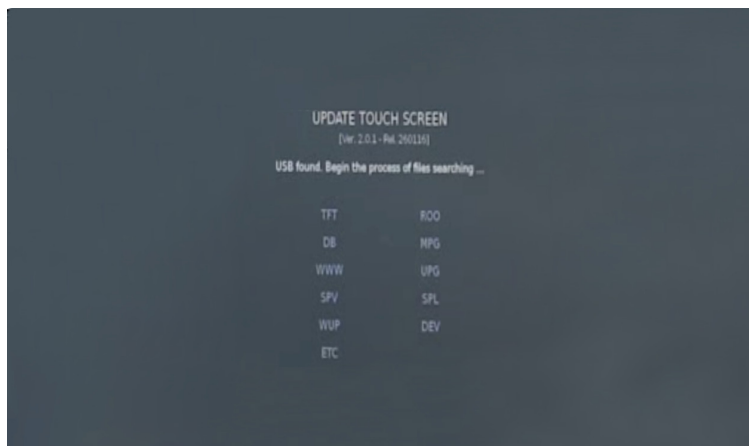 UPDATE TOUCH SCREEN
[Ver. 2.0.1 - Rel. 260116]
USB found. Begin the process of files searching ...
TFT ROO
DB MPG
WWW UPG
SPV SPL
WUP DEV
ETC